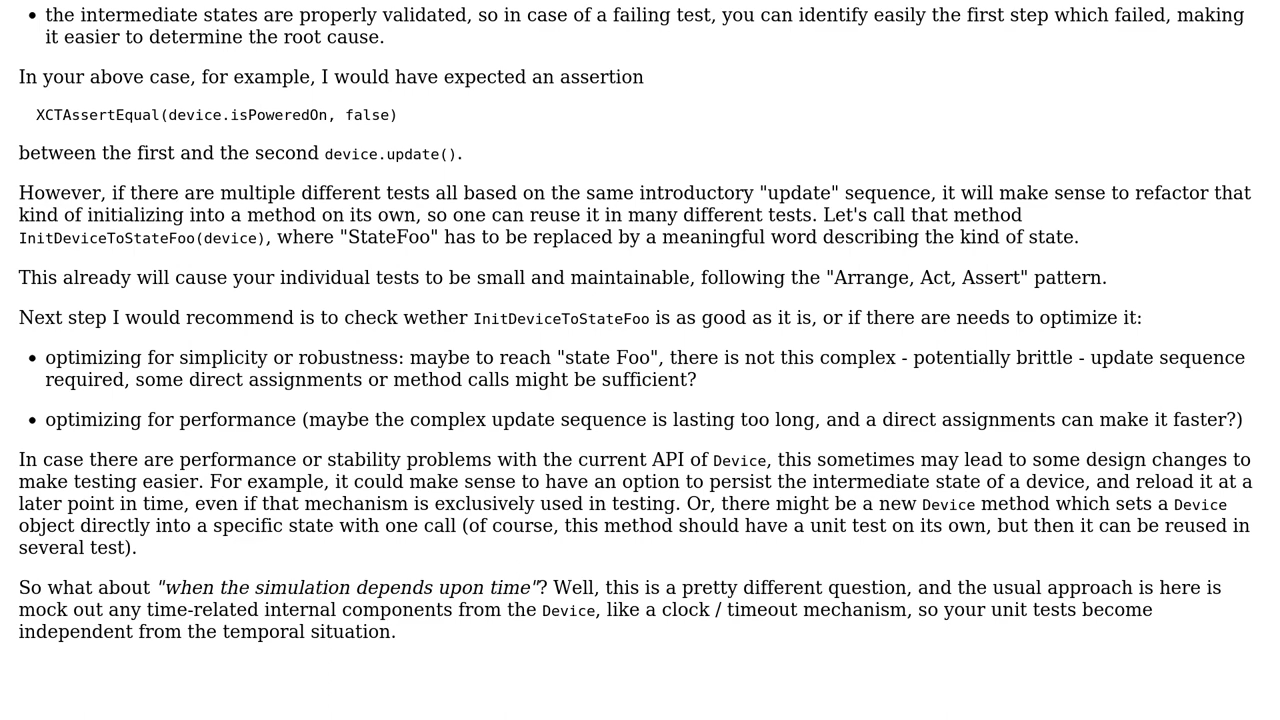 • the intermediate states are properly validated, so in case of a failing test, you can identify easily the first step which failed, making
it easier to determine the root cause.
In your above case, for example, I would have expected an assertion
XCTAssertEqual(device.isPoweredOn, false)
between the first and the second device.update().
However, if there are multiple different tests all based on the same introductory "update" sequence, it will make sense to refactor that
kind of initializing into a method on its own, so one can reuse it in many different tests. Let's call that method
InitDeviceToStateFoo(device), where "StateFoo" has to be replaced by a meaningful word describing the kind of state.
This already will cause your individual tests to be small and maintainable, following the "Arrange, Act, Assert" pattern.
Next step I would recommend is to check wether InitDeviceToStateFoo is as good as it is, or if there are needs to optimize it:
• optimizing for simplicity or robustness: maybe to reach "state Foo", there is not this complex - potentially brittle - update sequence
required, some direct assignments or method calls might be sufficient?
• optimizing for performance (maybe the complex update sequence is lasting too long, and a direct assignments can make it faster?)
In case there are performance or stability problems with the current API of Device, this sometimes may lead to some design changes to
make testing easier. For example, it could make sense to have an option to persist the intermediate state of a device, and reload it at a
later point in time, even if that mechanism is exclusively used in testing. Or, there might be a new Device method which sets a Device
object directly into a specific state with one call (of course, this method should have a unit test on its own, but then it can be reused in
several test).
So what about "when the simulation depends upon time"? Well, this is a pretty different question, and the usual approach is here is
mock out any time-related internal components from the Device, like a clock / timeout mechanism, so your unit tests become
independent from the temporal situation.